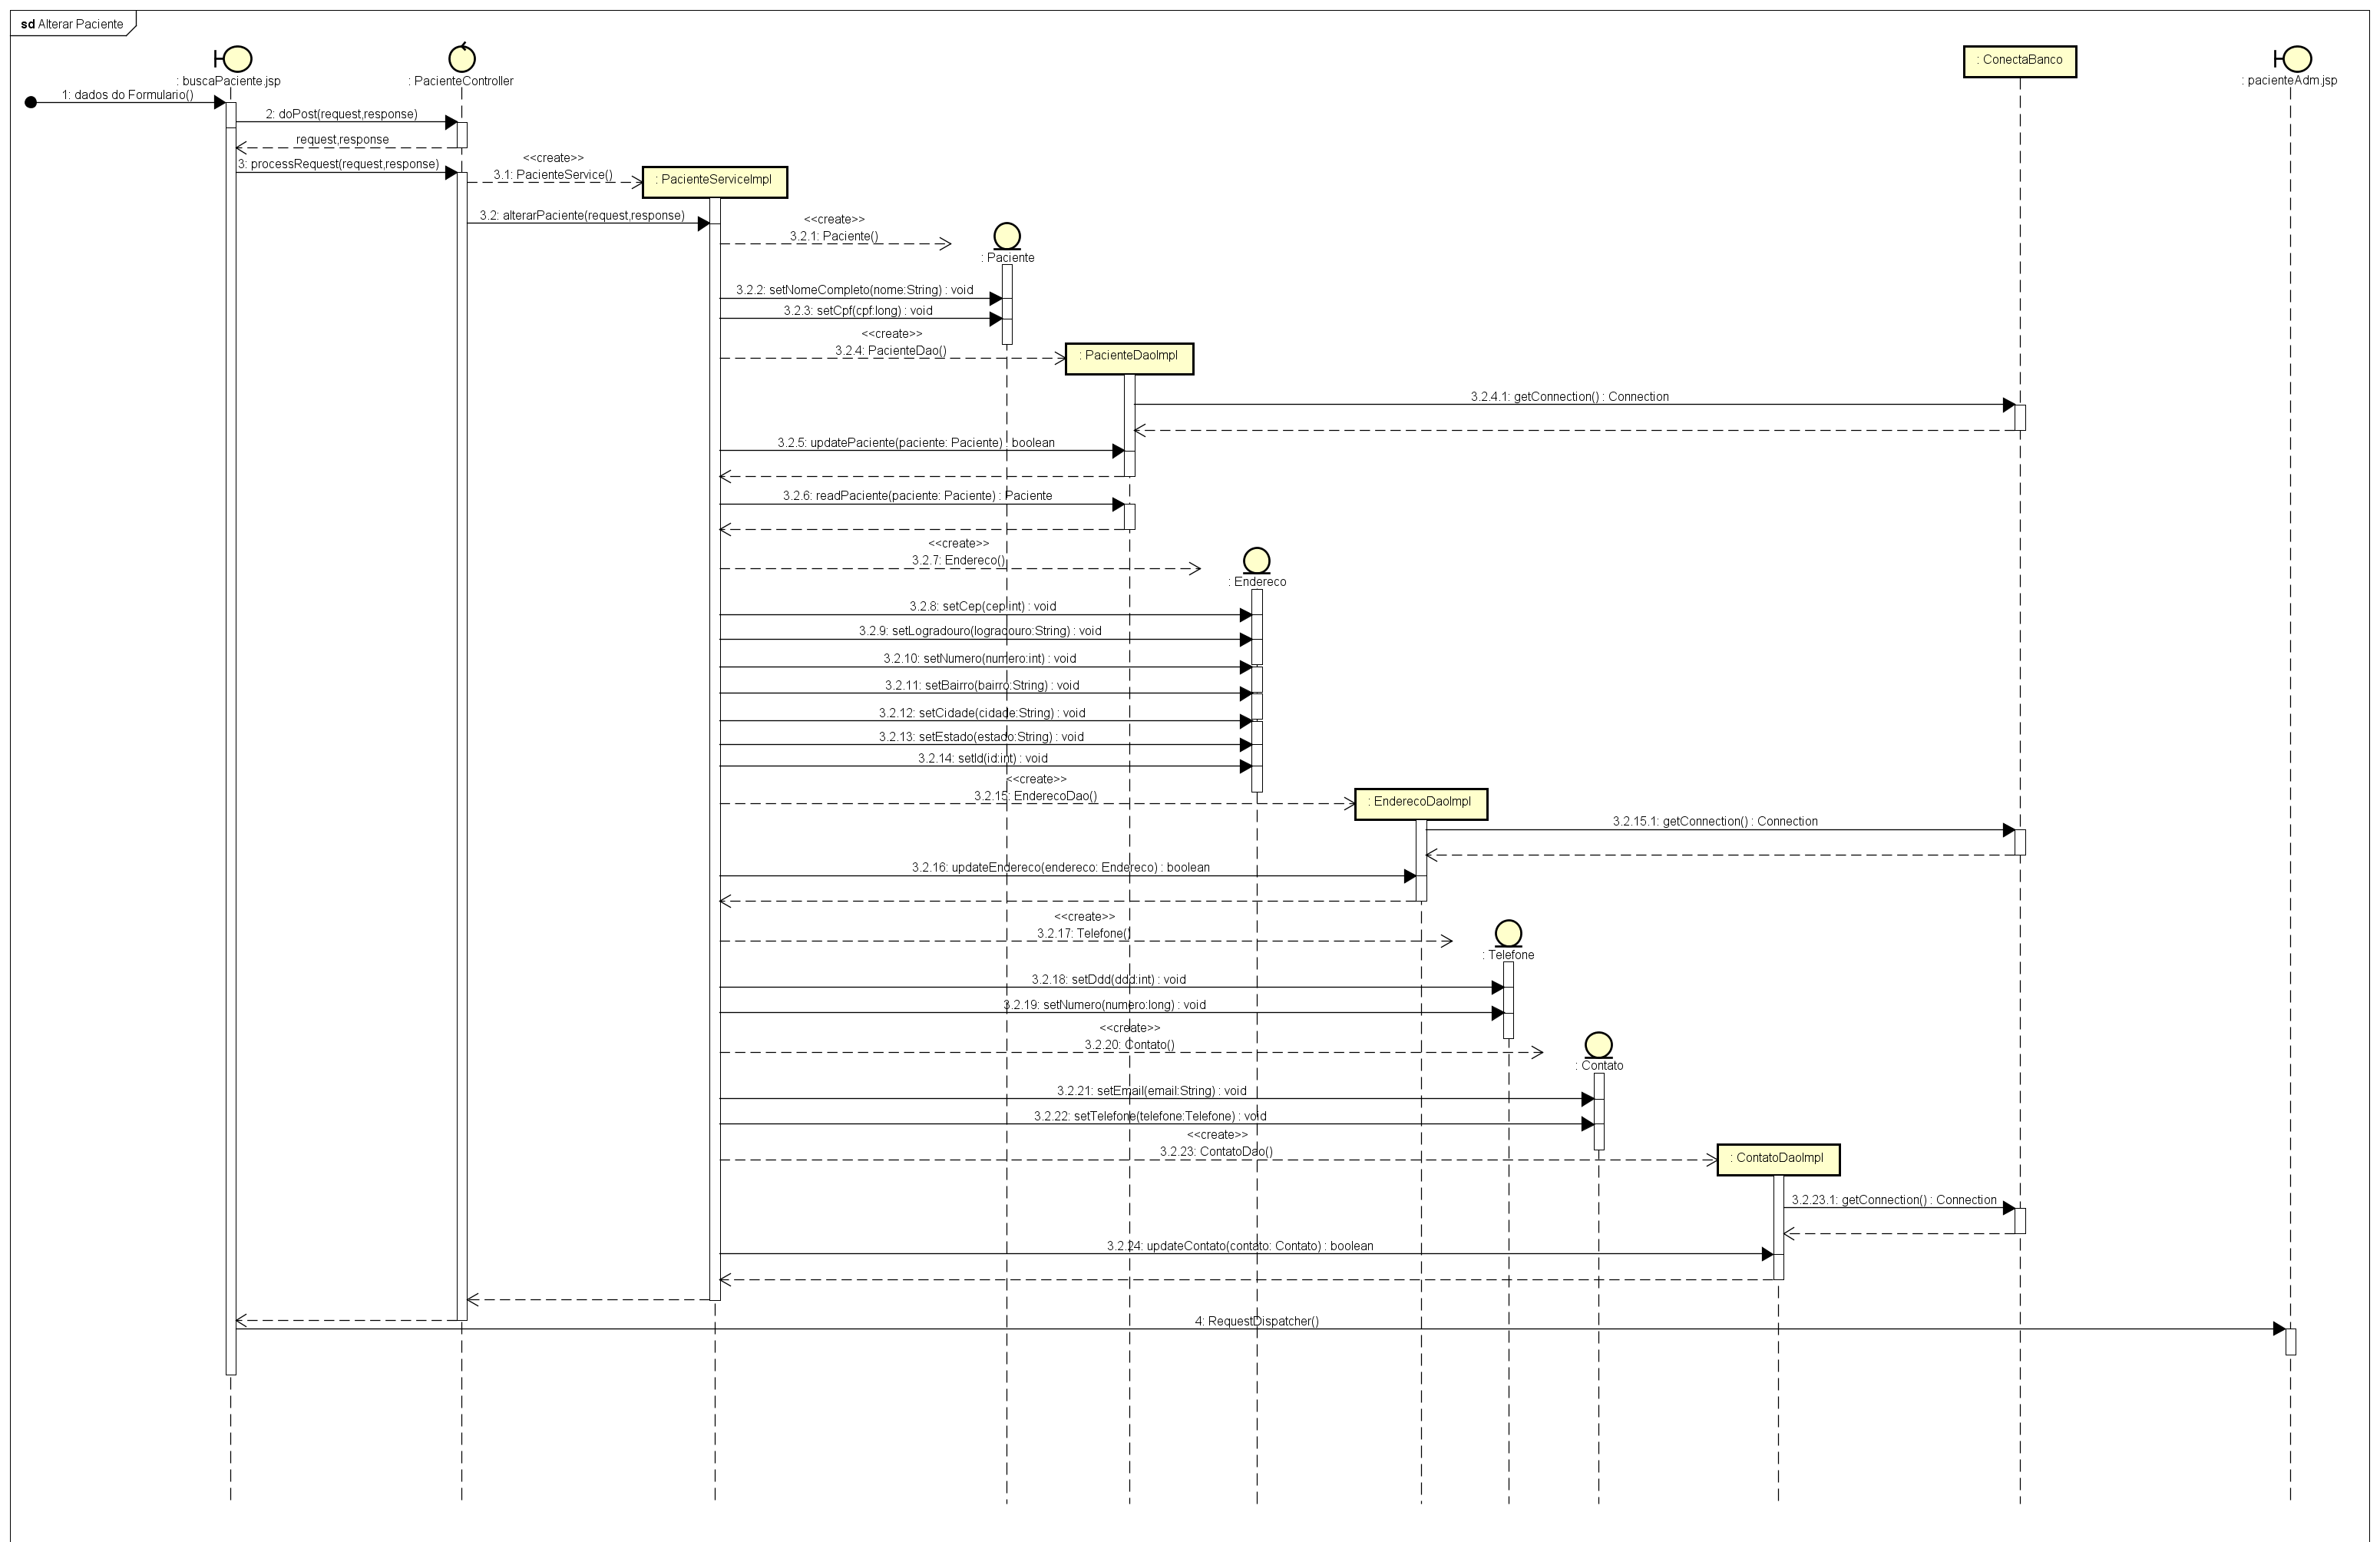 sd Alterar Paciente
: buscaPaciente.jsp
: PacienteController
: ConectaBanco
: pacienteAdm.jsp
1: dados do Formulario()
2: doPost(request,response)
request,response
3: processRequest(request,response)
<<create>>
3.1: PacienteService()
: PacienteServiceImpl
3.2: alterarPaciente(request,response)
<<create>>
3.2.1: Paciente()
: Paciente
3.2.2: setNomeCompleto(nome:String) : void
3.2.3: setCpf(cpf:long) : void
<<create>>
3.2.4: PacienteDao()
: PacienteDaoImpl
3.2.4.1: getConnection() : Connection
3.2.5: updatePaciente(paciente: Paciente) : boolean
3.2.6: readPaciente(paciente: Paciente) : Paciente
<<create>>
3.2.7: Endereco()
: Endereco
3.2.8: setCep(cep:int) : void
3.2.9: setLogradouro(logradouro:String) : void
3.2.10: setNumero(numero:int) : void
3.2.11: setBairro(bairro:String) : void
3.2.12: setCidade(cidade:String) : void
3.2.13: setEstado(estado:String) : void
3.2.14: setId(id:int) : void
<<create>>
3.2.15: EnderecoDao()
: EnderecoDaoImpl
3.2.15.1: getConnection() : Connection
3.2.16: updateEndereco(endereco: Endereco) : boolean
<<create>>
3.2.17: Telefone()
: Telefone
3.2.18: setDdd(ddd:int) : void
3.2.19: setNumero(numero:long) : void
<<create>>
3.2.20: Contato()
: Contato
3.2.21: setEmail(email:String) : void
3.2.22: setTelefone(telefone:Telefone) : void
<<create>>
3.2.23: ContatoDao()
: ContatoDaoImpl
3.2.23.1: getConnection() : Connection
3.2.24: updateContato(contato: Contato) : boolean
4: RequestDispatcher()